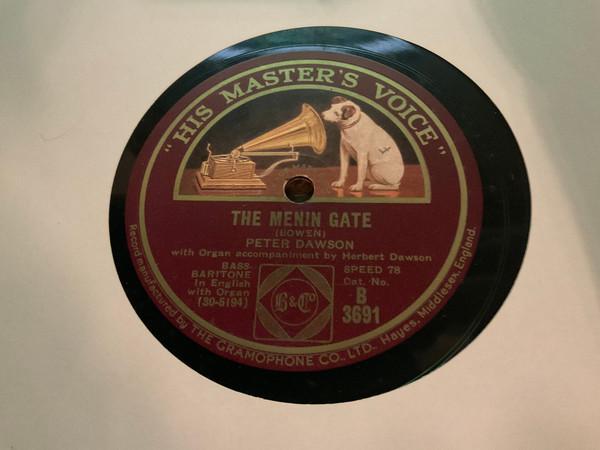 "HIS MASTER'S VOICE"
THE MENIN GATE
(BOWEN)
PETER DAWSON
with Organ accompaniment by Herbert Dawson
BASS-
BARITONE
In English
with Organ
(30-5194)
B&Co
SPEED 78
Cat. No.
B
3691
Record manufactured by THE GRAMOPHONE CO., LTD., Hayes, Middlesex, England.